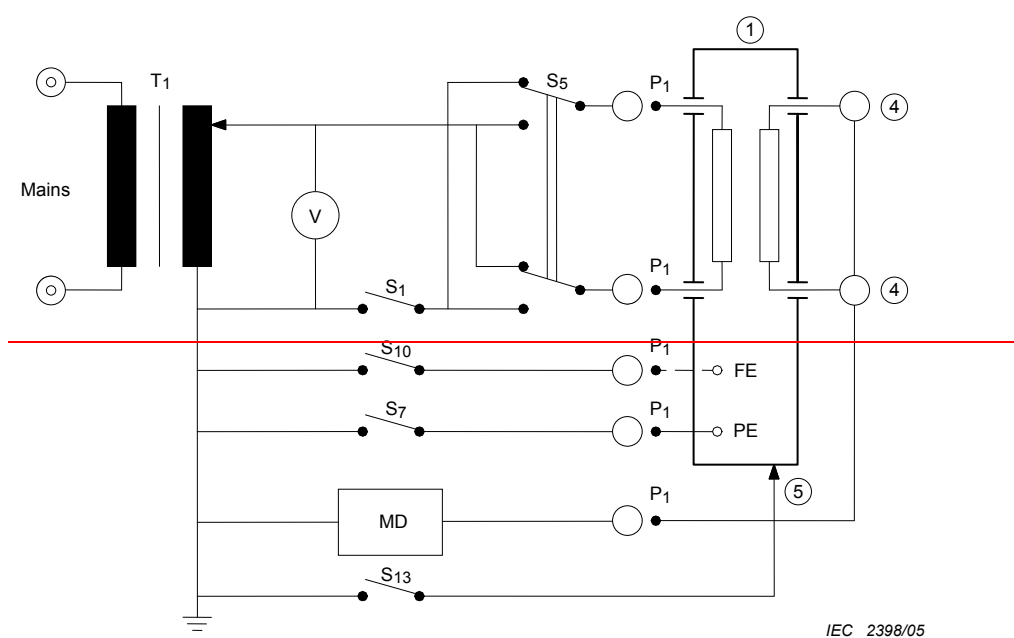 1
T1
S5
P1
4
Mains
V
P1
S1
4
P1
S10
FE
P1
S7
PE
P1
5
MD
S13
IEC 2398/05